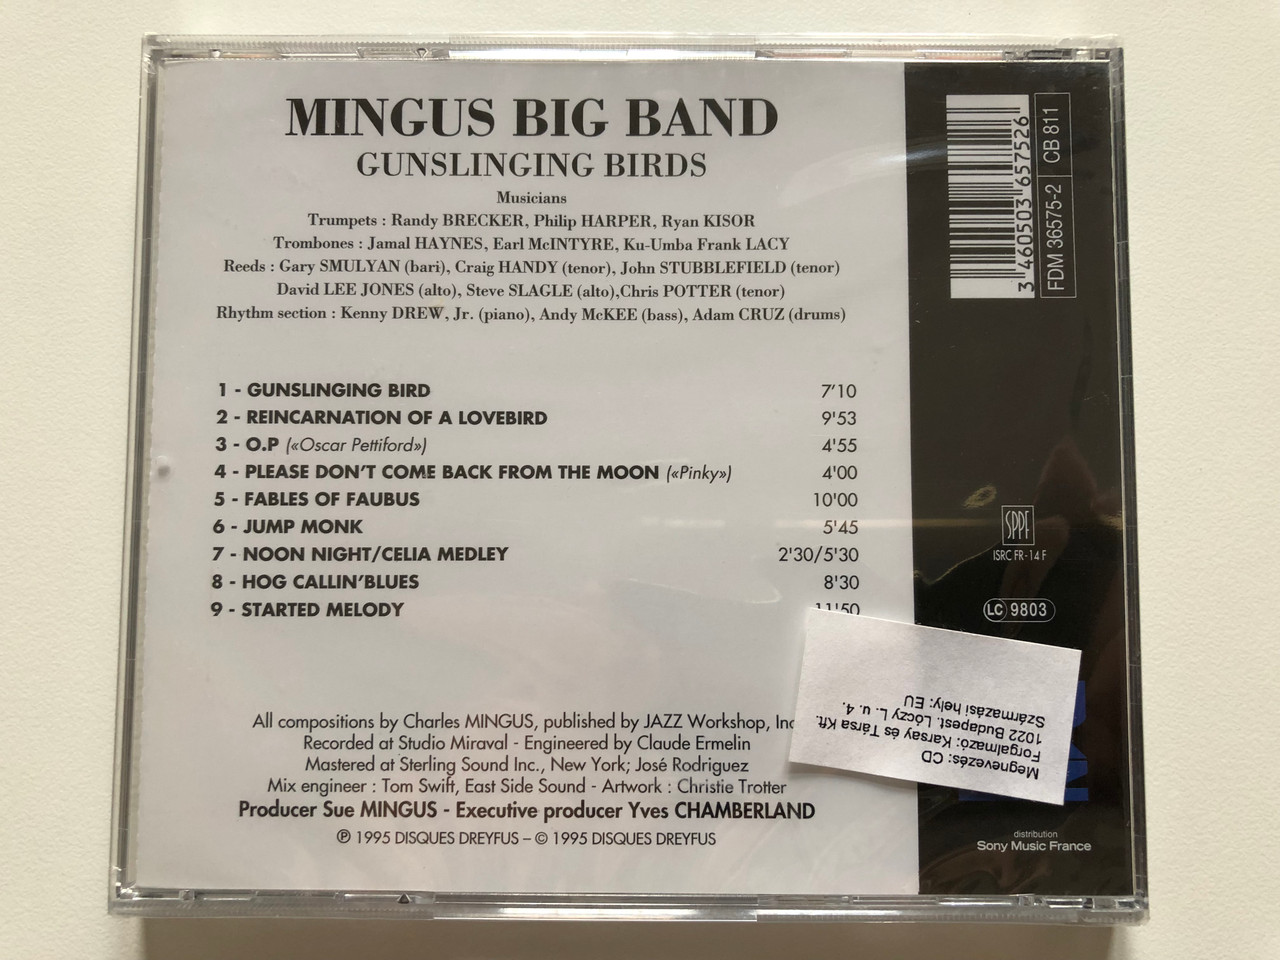 MINGUS BIG BAND
GUNSLINGING BIRDS
Musicians
Trumpets : Randy BRECKER, Philip HARPER, Ryan KISOR
Trombones : Jamal HAYNES, Earl McINTYRE, Ku-Umba Frank LACY
Reeds : Gary SMULYAN (bari), Craig HANDY (tenor), John STUBBLEFIELD (tenor)
David LEE JONES (alto), Steve SLAGLE (alto),Chris POTTER (tenor)
Rhythm section : Kenny DREW, Jr. (piano), Andy McKEE (bass), Adam CRUZ (drums)
1 - GUNSLINGING BIRD 7'10
2 - REINCARNATION OF A LOVEBIRD 9'53
3 - O.P («Oscar Pettiford») 4'55
4 - PLEASE DON'T COME BACK FROM THE MOON («Pinky») 4'00
5 - FABLES OF FAUBUS 10'00
6 - JUMP MONK 5'45
7 - NOON NIGHT/CELIA MEDLEY 2'30/5'30
8 - HOG CALLIN'BLUES 8'30
9 - STARTED MELODY 11'50
All compositions by Charles MINGUS, published by JAZZ Workshop, Inc
Recorded at Studio Miraval - Engineered by Claude Ermelin
Mastered at Sterling Sound Inc., New York; José Rodriguez
Mix engineer : Tom Swift, East Side Sound - Artwork : Christie Trotter
Producer Sue MINGUS - Executive producer Yves CHAMBERLAND
℗ 1995 DISQUES DREYFUS – © 1995 DISQUES DREYFUS
3 460503 657526
FDM 36575-2 CB 811
SPPF
ISRC FR-14 F
LC 9803
Megnevezés: CD
Forgalmazó: Karsay és Társa Kft.
1022 Budapest, Lóczy L. u. 4.
Származási hely: EU
distribution
Sony Music France